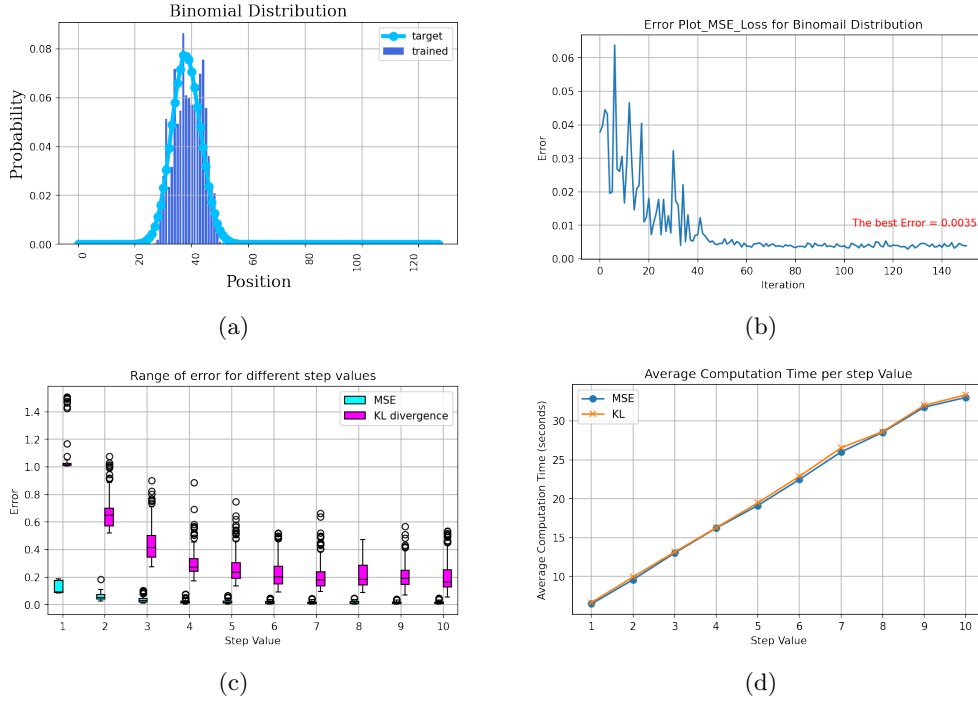 Binomial Distribution
target
trained
0.08
0.06
0.04
0.02
0.00
Probability
0
20
40
60
80
100
120
Position
(a)
Error Plot_MSE_Loss for Binomail Distribution
0.06
0.05
0.04
0.03
0.02
0.01
0.00
Error
The best Error = 0.0035
0 20 40 60 80 100 120 140
Iteration
(b)
Range of error for different step values
MSE
KL divergence
1.4
1.2
1.0
0.8
0.6
0.4
0.2
0.0
Error
1 2 3 4 5 6 7 8 9 10
Step Value
(c)
Average Computation Time per step Value
MSE
KL
30
25
20
15
10
Average Computation Time (seconds)
1 2 3 4 5 6 7 8 9 10
Step Value
(d)